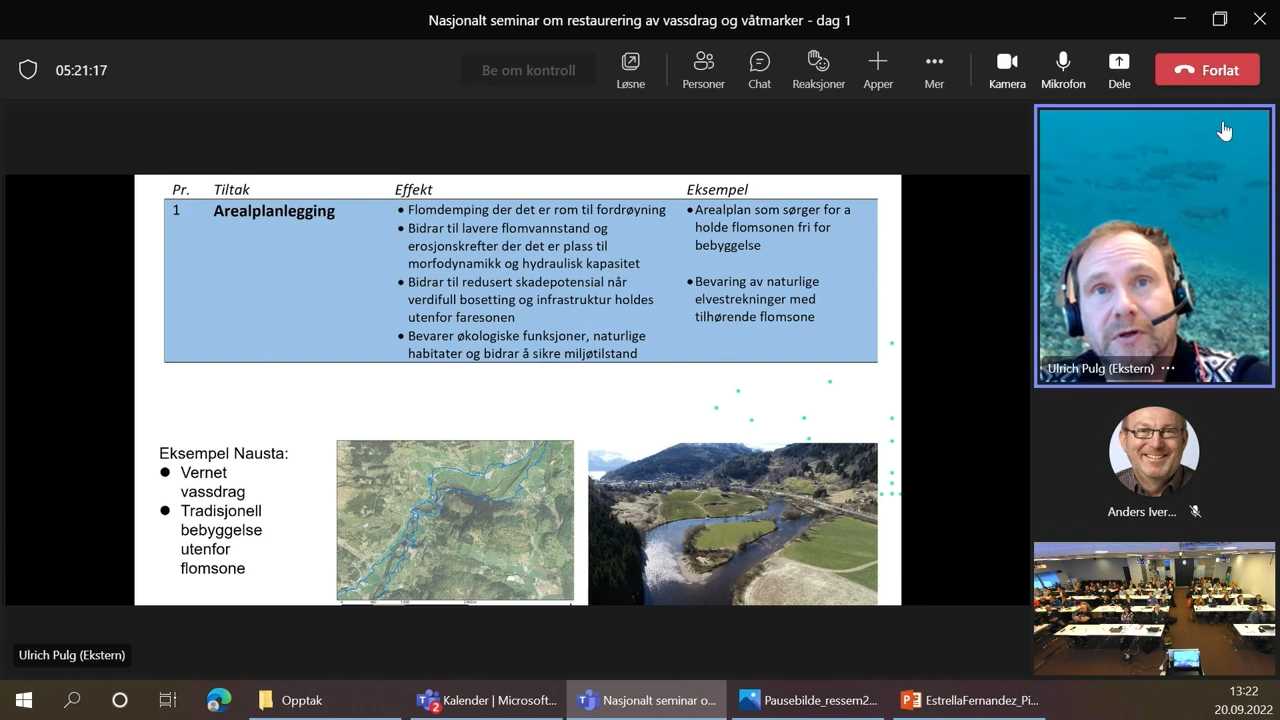 Nasjonalt seminar om restaurering av vassdrag og våtmarker - dag 1
05:21:17
Be om kontroll
Løsne
Personer
Chat
Reaksjoner
Apper
Mer
Kamera
Mikrofon
Dele
Forlat
Pr. Tiltak Effekt Eksempel
1 Arealplanlegging
• Flomdemping der det er rom til fordrøyning
• Bidrar til lavere flomvannstand og
erosjonskrefter der det er plass til
morfodynamikk og hydraulisk kapasitet
• Bidrar til redusert skadepotensial når
verdifull bosetting og infrastruktur holdes
utenfor faresonen
• Bevarer økologiske funksjoner, naturlige
habitater og bidrar å sikre miljøtilstand
• Arealplan som sørger for a
holde flomsonen fri for
bebyggelse
• Bevaring av naturlige
elvestrekninger med
tilhørende flomsone
Eksempel Nausta:
● Vernet
vassdrag
● Tradisjonell
bebyggelse
utenfor
flomsone
Ulrich Pulg (Ekstern) ···
Anders Iver...
Ulrich Pulg (Ekstern)
Opptak
2
Kalender | Microsoft...
Nasjonalt seminar o...
Pausebilde_ressem2...
EstrellaFernandez_Pi...
13:22
20.09.2022